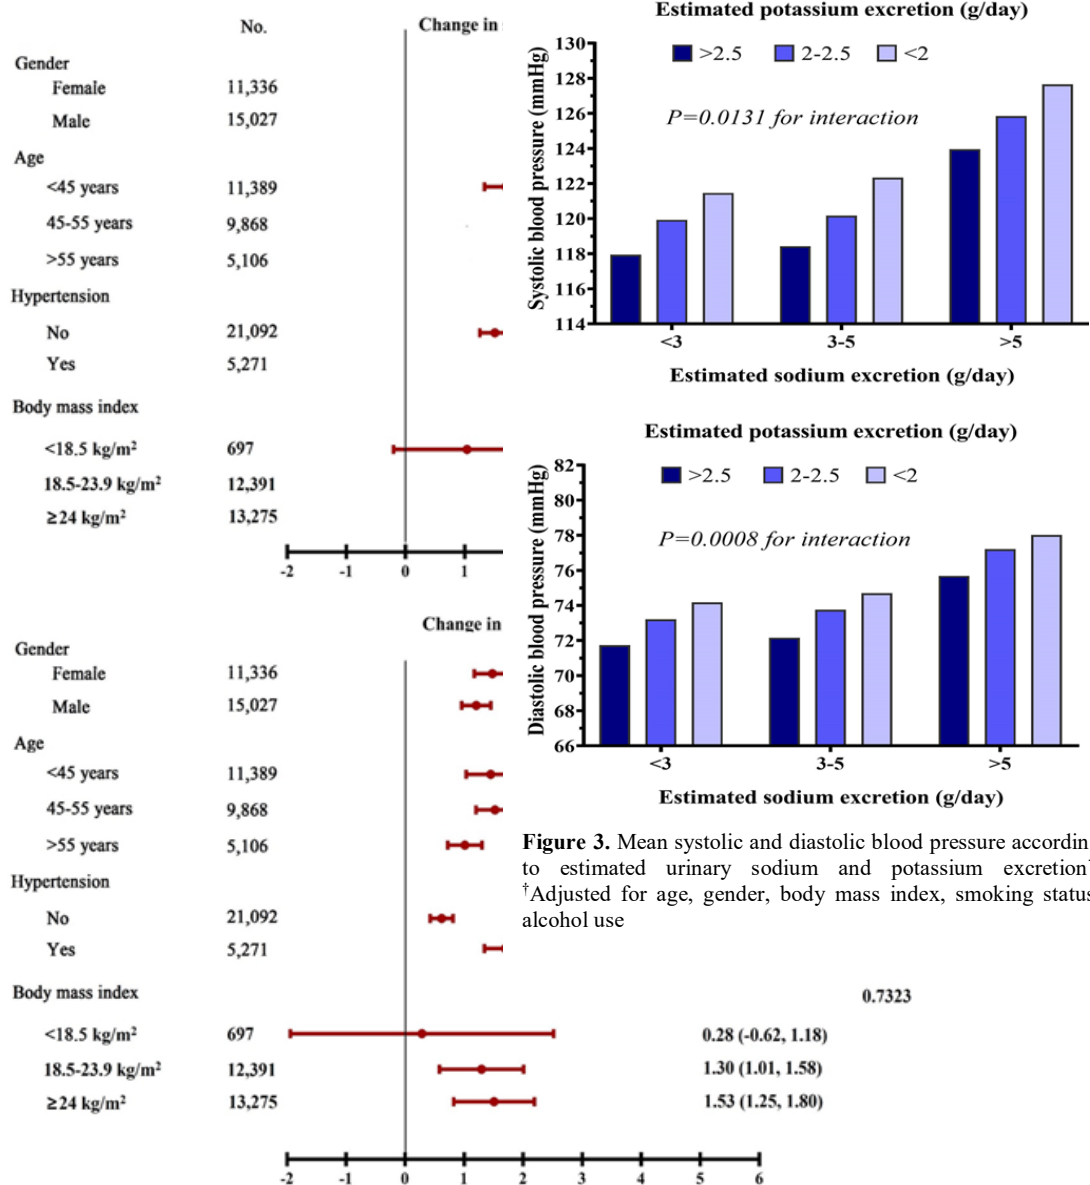 No.
Change in
Gender
Female 11,336
Male 15,027
Age
<45 years 11,389
45-55 years 9,868
>55 years 5,106
Hypertension
No 21,092
Yes 5,271
Body mass index
<18.5 kg/m² 697
18.5-23.9 kg/m² 12,391
≥24 kg/m² 13,275
-2 -1 0 1
Change in
Gender
Female 11,336
Male 15,027
Age
<45 years 11,389
45-55 years 9,868
>55 years 5,106
Hypertension
No 21,092
Yes 5,271
Body mass index 0.7323
<18.5 kg/m² 697 0.28 (-0.62, 1.18)
18.5-23.9 kg/m² 12,391 1.30 (1.01, 1.58)
≥24 kg/m² 13,275 1.53 (1.25, 1.80)
-2 -1 0 1 2 3 4 5 6
Estimated potassium excretion (g/day)
>2.5 2-2.5 <2
P=0.0131 for interaction
Systolic blood pressure (mmHg)
130
128
126
124
122
120
118
116
114
<3 3-5 >5
Estimated sodium excretion (g/day)
Estimated potassium excretion (g/day)
>2.5 2-2.5 <2
P=0.0008 for interaction
Diastolic blood pressure (mmHg)
82
80
78
76
74
72
70
68
66
<3 3-5 >5
Estimated sodium excretion (g/day)
Figure 3. Mean systolic and diastolic blood pressure accordin
to estimated urinary sodium and potassium excretion
†Adjusted for age, gender, body mass index, smoking status
alcohol use